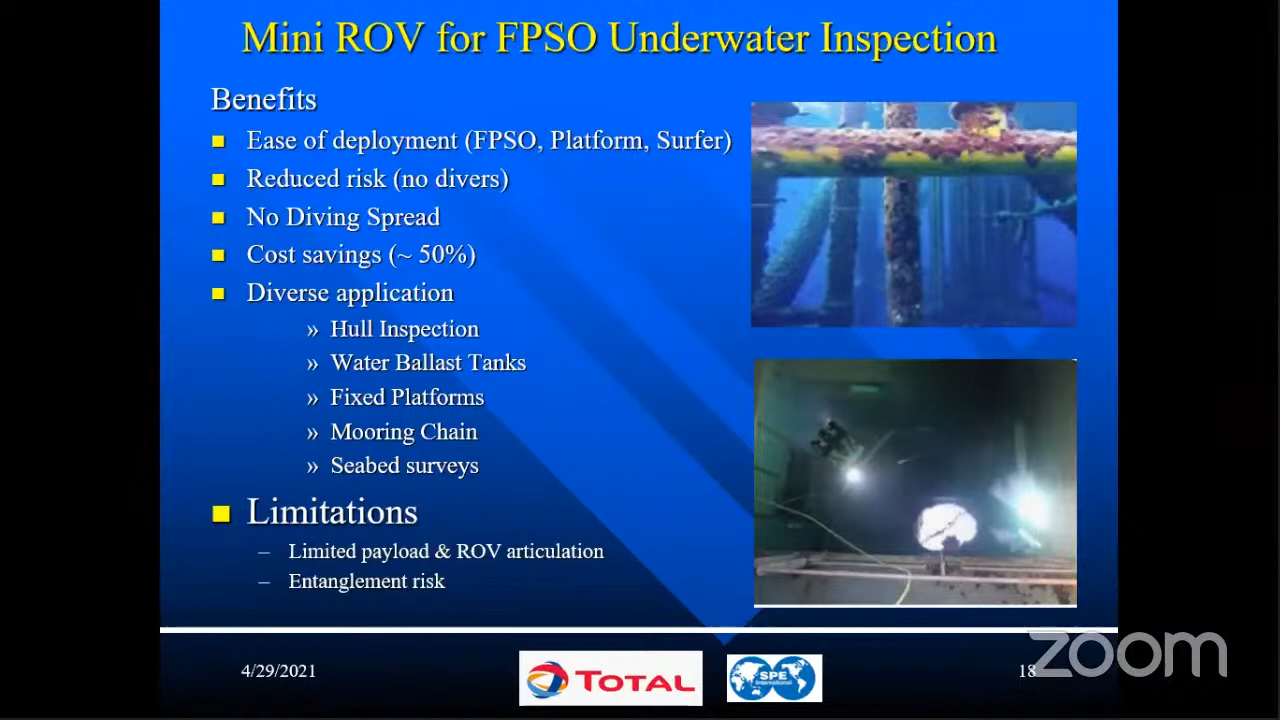 Mini ROV for FPSO Underwater Inspection
Benefits
Ease of deployment (FPSO, Platform, Surfer)
Reduced risk (no divers)
No Diving Spread
Cost savings (~ 50%)
Diverse application
» Hull Inspection
» Water Ballast Tanks
» Fixed Platforms
» Mooring Chain
» Seabed surveys
Limitations
– Limited payload & ROV articulation
– Entanglement risk
4/29/2021
TOTAL
SPE
International
18
zoom